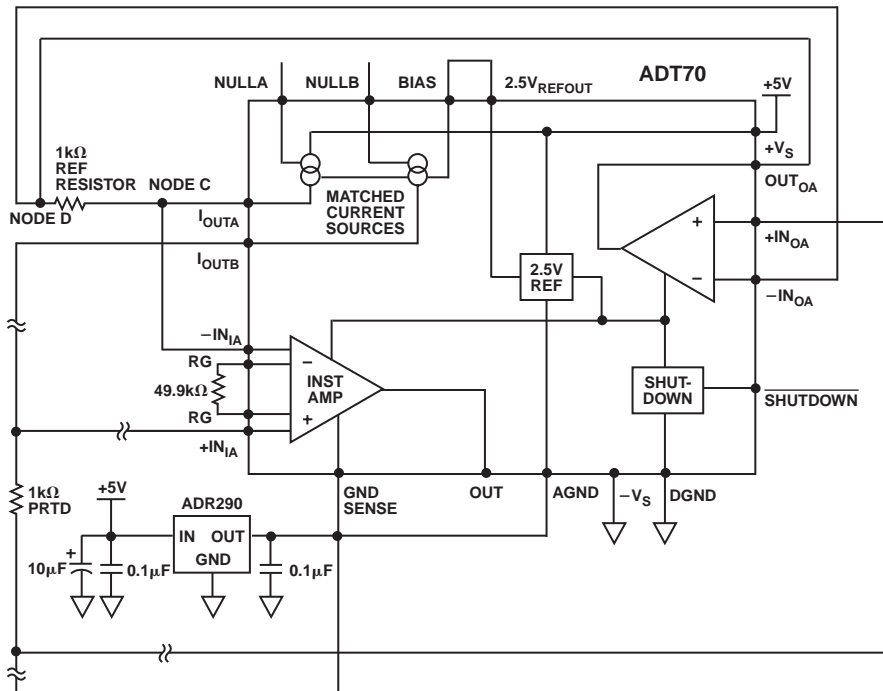 NULLA NULLB BIAS 2.5VREFOUT ADT70
+5V
1kΩ
REF
RESISTOR
NODE C
NODE D
+VS
OUTOA
IOUTA
MATCHED
CURRENT
SOURCES
+INOA
IOUTB
2.5V
REF
−INOA
−INIA
RG
49.9kΩ
RG
INST
AMP
SHUT-
DOWN
SHUTDOWN
+INIA
1kΩ
PRTD
+5V
ADR290
GND
SENSE
OUT
AGND
−VS
DGND
IN OUT
GND
+
10μF
0.1μF
0.1μF
+
−
−
+